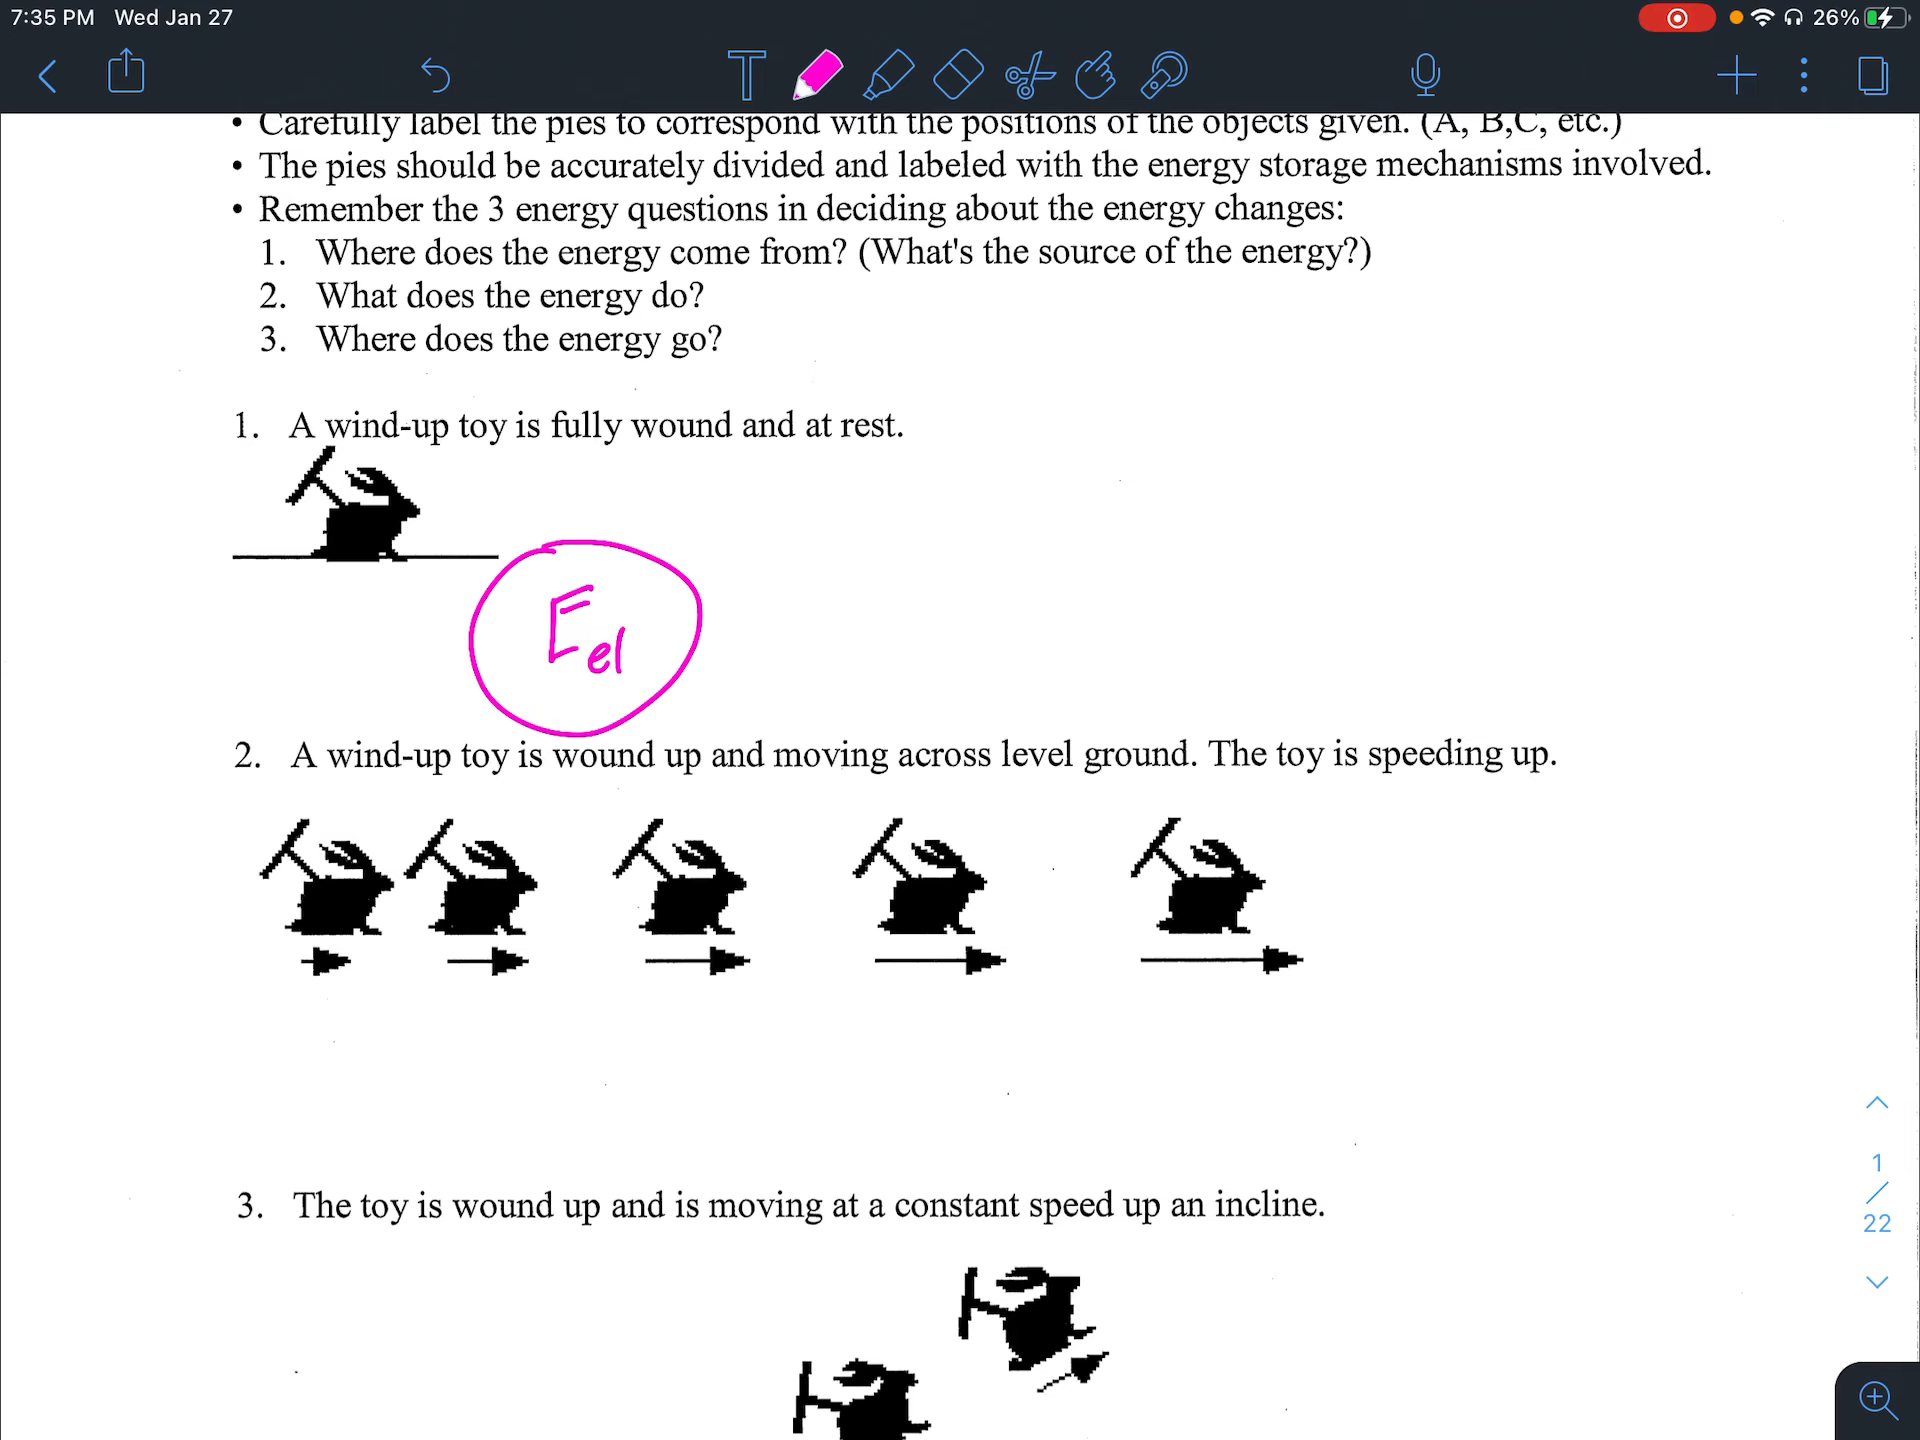 7:35 PM Wed Jan 27 26%
• Carefully label the pies to correspond with the positions of the objects given. (A, B,C, etc.)
• The pies should be accurately divided and labeled with the energy storage mechanisms involved.
• Remember the 3 energy questions in deciding about the energy changes:
1. Where does the energy come from? (What's the source of the energy?)
2. What does the energy do?
3. Where does the energy go?
1. A wind-up toy is fully wound and at rest.
Eel
2. A wind-up toy is wound up and moving across level ground. The toy is speeding up.
3. The toy is wound up and is moving at a constant speed up an incline.
1
/
22